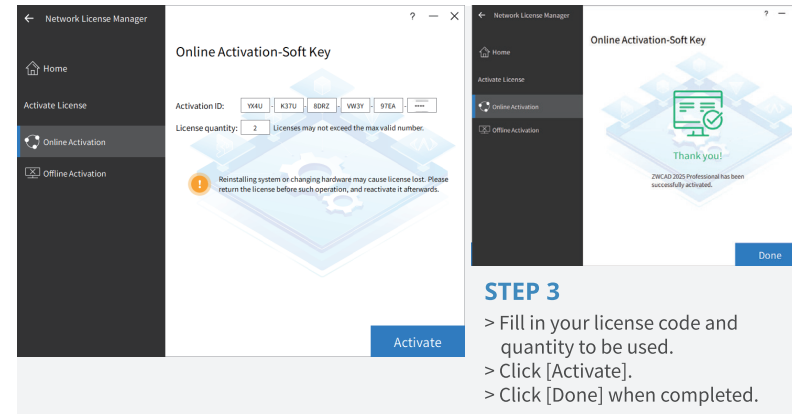 Network License Manager
? — X
Home
Activate License
Online Activation
Offline Activation
Online Activation-Soft Key
Activation ID: YX4U - K37U - 8DRZ - VW3Y - 97EA - ----
License quantity: 2 Licenses may not exceed the max valid number.
! Reinstalling system or changing hardware may cause license lost. Please
return the license before such operation, and reactivate it afterwards.
Activate
Network License Manager
? —
Home
Activate License
Online Activation
Offline Activation
Online Activation-Soft Key
Thank you!
ZWCAD 2025 Professional has been
successfully activated.
Done
STEP 3
> Fill in your license code and
quantity to be used.
> Click [Activate].
> Click [Done] when completed.